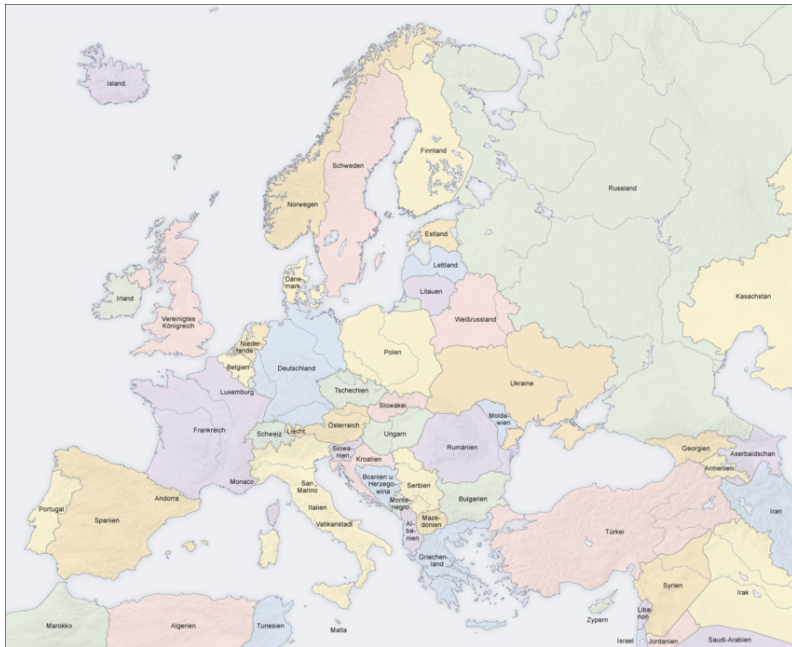 Island
Finnland
Schweden
Russland
Norwegen
Estland
Lettland
Däne-
mark
Litauen
Irland
Kasachstan
Vereinigtes
Königreich
Weißrussland
Nieder-
lande
Polen
Belgien
Deutschland
Ukraine
Tschechien
Luxemburg
Slowakei
Molda-
wien
Frankreich
Liecht.
Österreich
Schweiz
Ungarn
Rumänien
Slowe-
nien
Georgien
Aserbaidschan
Kroatien
Armenien
Bosnien u.
Herzego-
wina
Monaco
San
Marino
Serbien
Andorra
Bulgarien
Monte-
negro
Portugal
Italien
Iran
Spanien
Vatikanstadt
Maze-
donien
Al-
ba-
nien
Türkei
Griechen-
land
Syrien
Irak
Liba-
non
Zypern
Marokko
Algerien
Tunesien
Malta
Israel
Jordanien
Saudi-Arabien